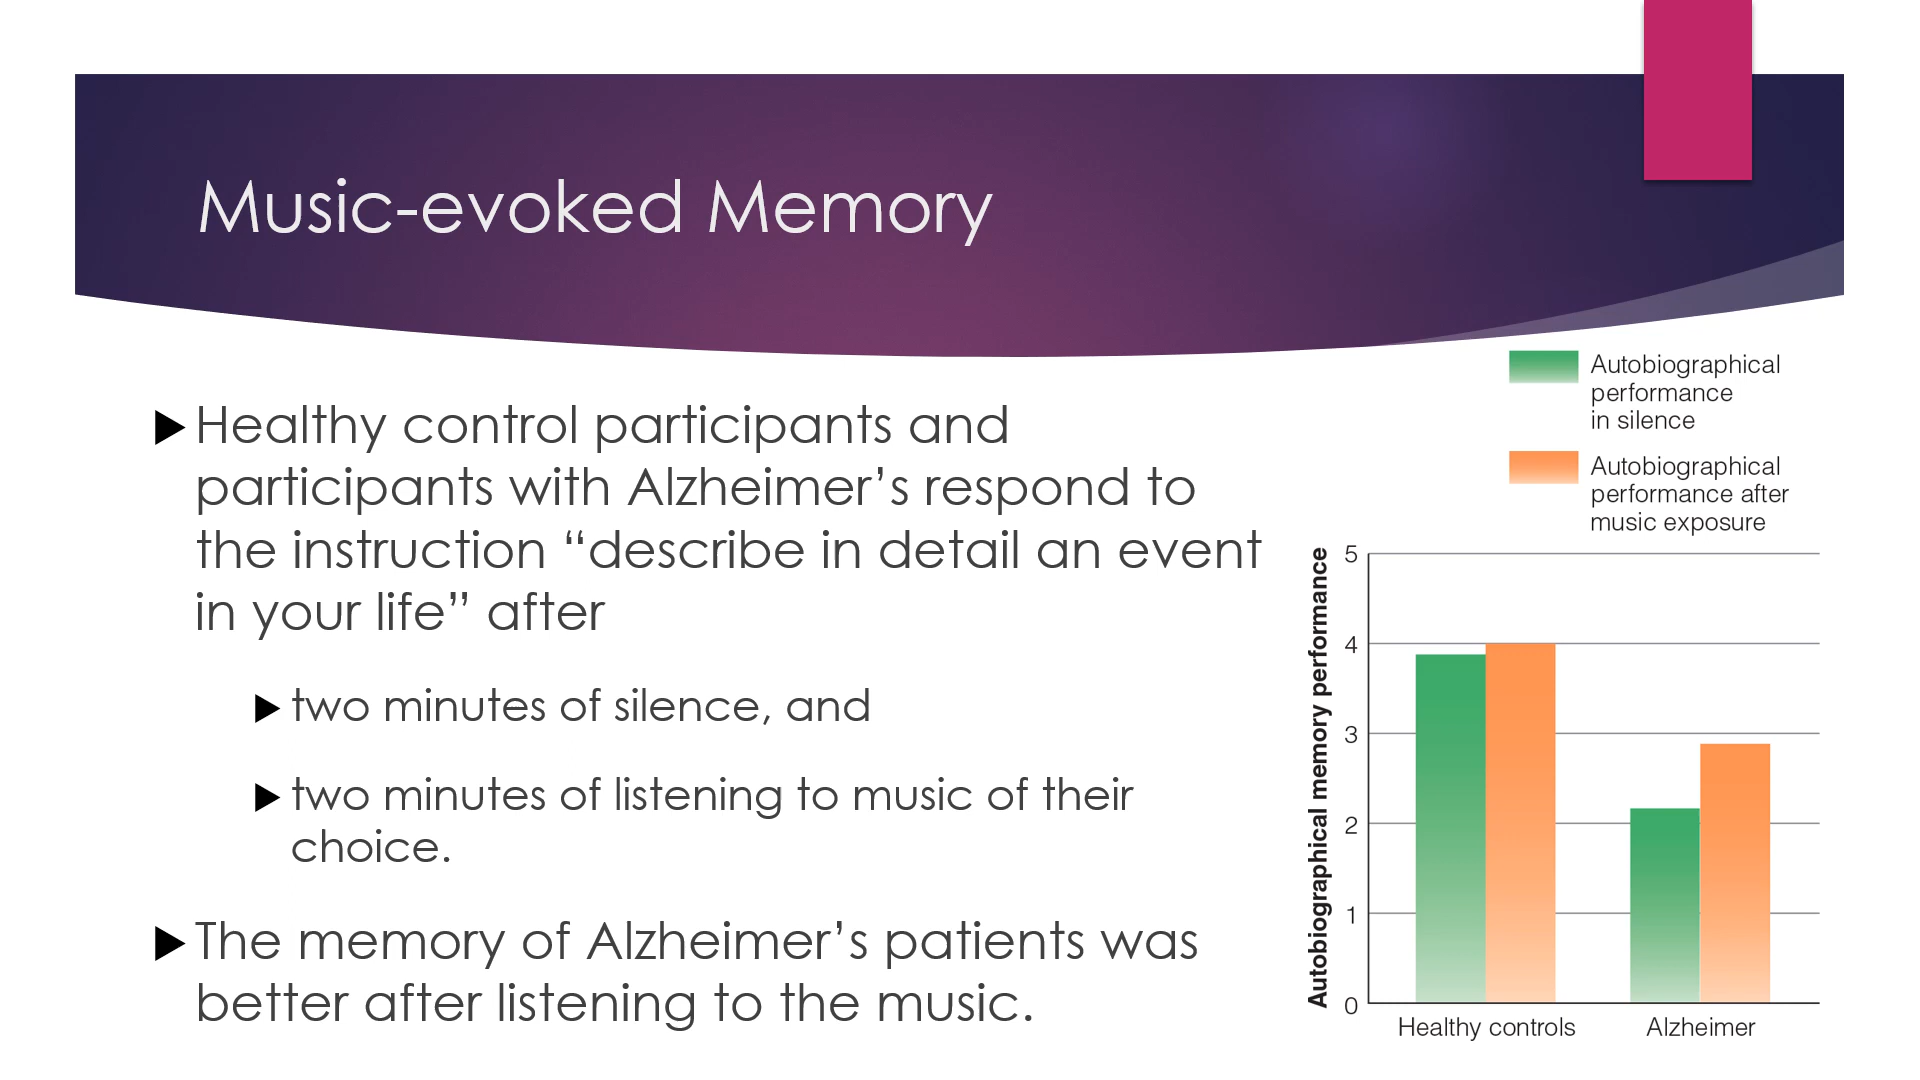 Music-evoked Memory
Healthy control participants and
participants with Alzheimer’s respond to
the instruction “describe in detail an event
in your life” after
two minutes of silence, and
two minutes of listening to music of their
choice.
The memory of Alzheimer’s patients was
better after listening to the music.
Autobiographical
performance
in silence
Autobiographical
performance after
music exposure
Autobiographical memory performance
5
4
3
2
1
0
Healthy controls
Alzheimer